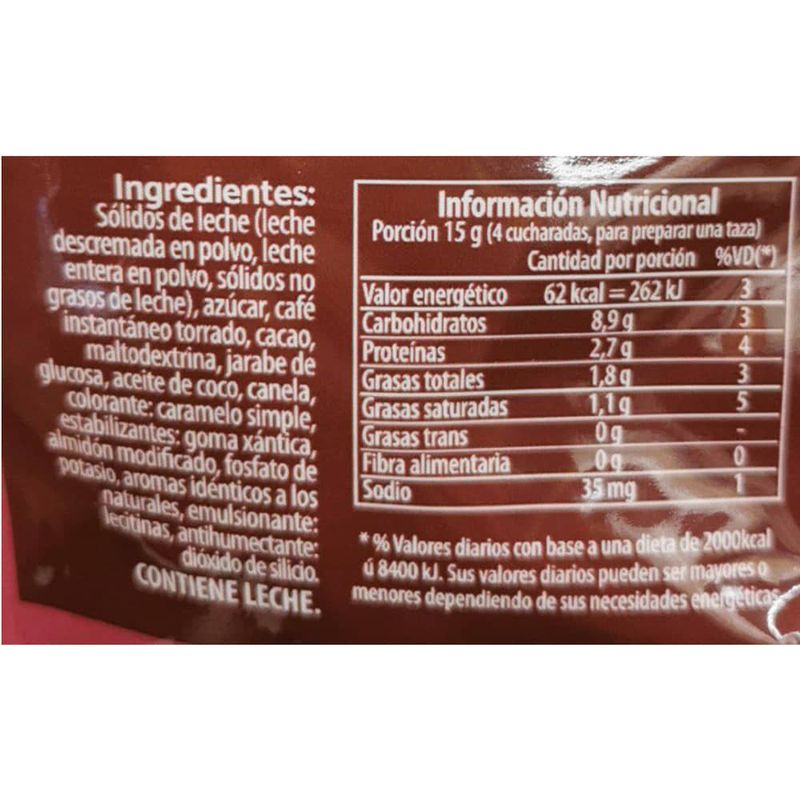 Ingredientes:
Sólidos de leche (leche
descremada en polvo, leche
entera en polvo, sólidos no
grasos de leche), azúcar, café
instantáneo torrado, cacao,
maltodextrina, jarabe de
glucosa, aceite de coco, canela,
colorante: caramelo simple,
estabilizantes: goma xántica,
almidón modificado, fosfato de
potasio, aromas idénticos a los
naturales, emulsionante:
lecitinas, antihumectante:
dióxido de silicio.
CONTIENE LECHE.
Información Nutricional
Porción 15 g (4 cucharadas, para preparar una taza)
Cantidad por porción %VD(*)
Valor energético 62 kcal = 262 kJ 3
Carbohidratos 8,9 g 3
Proteínas 2,7 g 4
Grasas totales 1,8 g 3
Grasas saturadas 1,1 g 5
Grasas trans 0 g -
Fibra alimentaria 0 g 0
Sodio 35 mg 1
* % Valores diarios con base a una dieta de 2000kcal
ú 8400 kJ. Sus valores diarios pueden ser mayores o
menores dependiendo de sus necesidades energéticas.